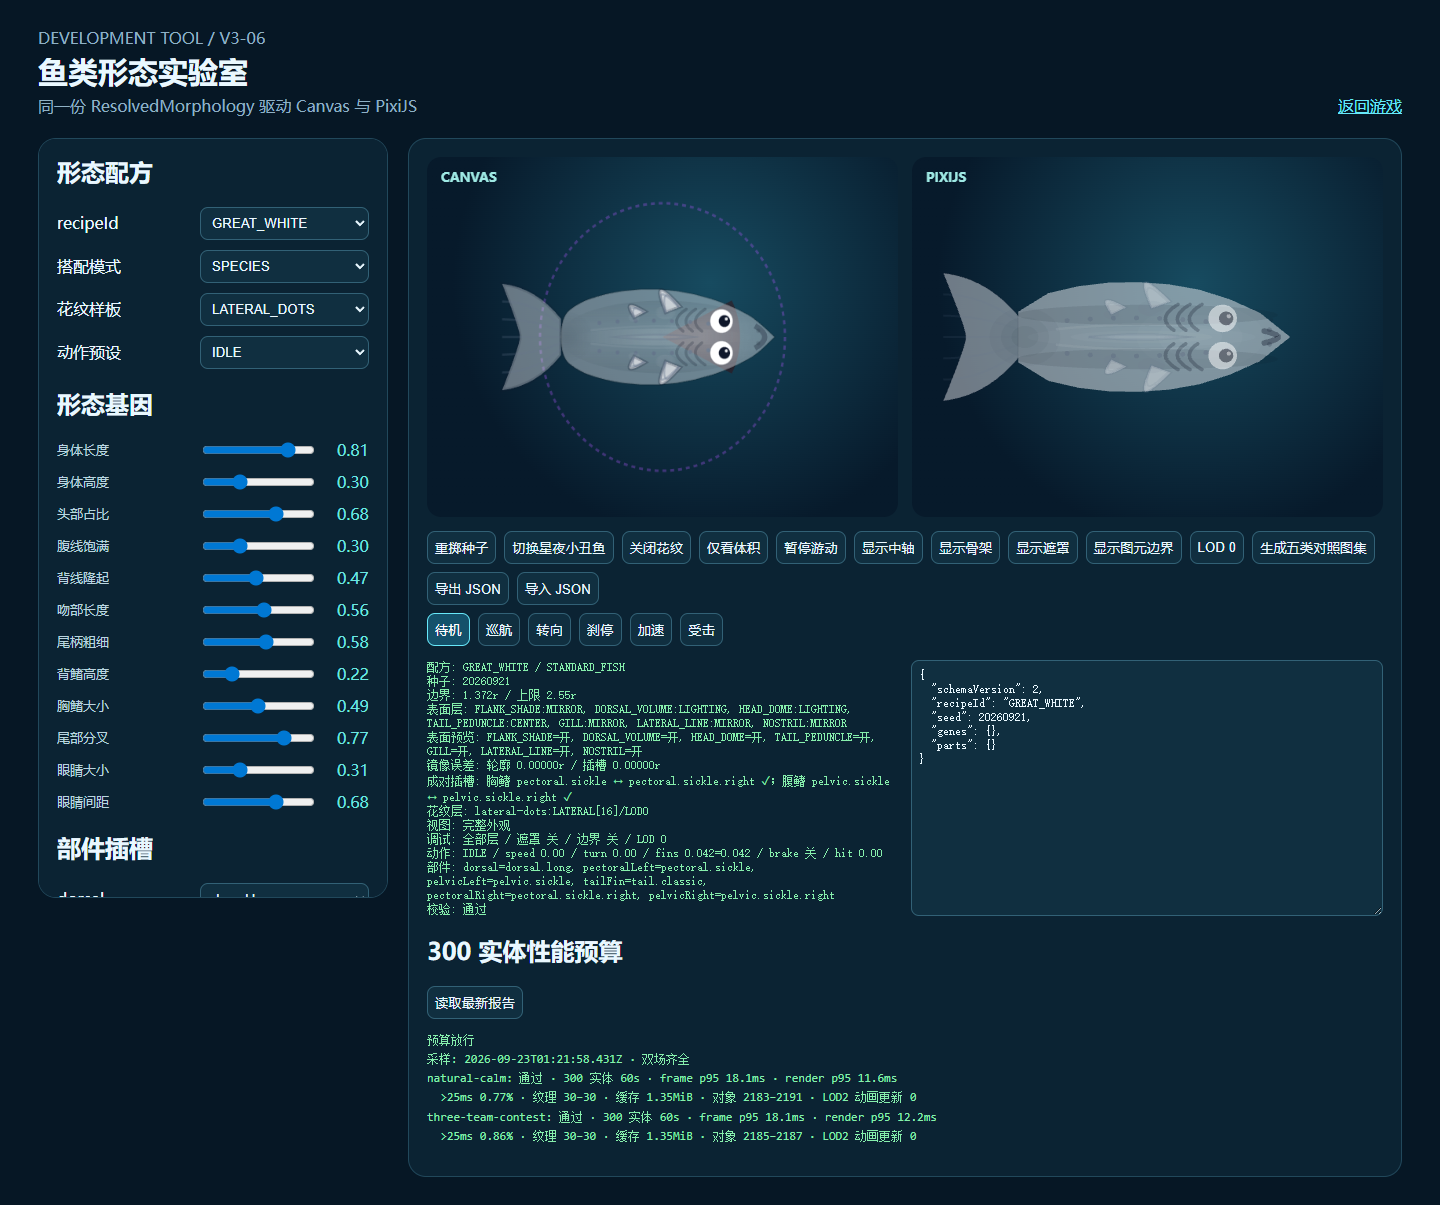 DEVELOPMENT TOOL / V3-06
鱼类形态实验室
同一份 ResolvedMorphology 驱动 Canvas 与 PixiJS
返回游戏
形态配方
recipeId
GREAT_WHITE
搭配模式
SPECIES
花纹样板
LATERAL_DOTS
动作预设
IDLE
形态基因
身体长度 0.81
身体高度 0.30
头部占比 0.68
腹线饱满 0.30
背线隆起 0.47
吻部长度 0.56
尾柄粗细 0.58
背鳍高度 0.22
胸鳍大小 0.49
尾部分叉 0.77
眼睛大小 0.31
眼睛间距 0.68
部件插槽
CANVAS
PIXIJS
重掷种子 切换星夜小丑鱼 关闭花纹 仅看体积 暂停游动 显示中轴 显示骨架 显示遮罩 显示图元边界 LOD 0 生成五类对照图集
导出 JSON 导入 JSON
待机 巡航 转向 刹停 加速 受击
配方: GREAT_WHITE / STANDARD_FISH
种子: 20260921
边界: 1.372r / 上限 2.55r
表面层: FLANK_SHADE:MIRROR, DORSAL_VOLUME:LIGHTING, HEAD_DOME:LIGHTING,
TAIL_PEDUNCLE:CENTER, GILL:MIRROR, LATERAL_LINE:MIRROR, NOSTRIL:MIRROR
表面预览: FLANK_SHADE=开, DORSAL_VOLUME=开, HEAD_DOME=开, TAIL_PEDUNCLE=开,
GILL=开, LATERAL_LINE=开, NOSTRIL=开
镜像误差: 轮廓 0.00000r / 插槽 0.00000r
成对插槽: 胸鳍 pectoral.sickle ↔ pectoral.sickle.right ✓; 腹鳍 pelvic.sickle
↔ pelvic.sickle.right ✓
花纹层: lateral-dots:LATERAL[16]/LOD0
视图: 完整外观
调试: 全部层 / 遮罩 关 / 边界 关 / LOD 0
动作: IDLE / speed 0.00 / turn 0.00 / fins 0.042=0.042 / brake 关 / hit 0.00
部件: dorsal=dorsal.long, pectoralLeft=pectoral.sickle,
pelvicLeft=pelvic.sickle, tailFin=tail.classic,
pectoralRight=pectoral.sickle.right, pelvicRight=pelvic.sickle.right
校验: 通过
{
"schemaVersion": 2,
"recipeId": "GREAT_WHITE",
"seed": 20260921,
"genes": {},
"parts": {}
}
300 实体性能预算
读取最新报告
预算放行
采样: 2026-09-23T01:21:58.431Z · 双场齐全
natural-calm: 通过 · 300 实体 60s · frame p95 18.1ms · render p95 11.6ms
>25ms 0.77% · 纹理 30–30 · 缓存 1.35MiB · 对象 2183–2191 · LOD2 动画更新 0
three-team-contest: 通过 · 300 实体 60s · frame p95 18.1ms · render p95 12.2ms
>25ms 0.86% · 纹理 30–30 · 缓存 1.35MiB · 对象 2185–2187 · LOD2 动画更新 0